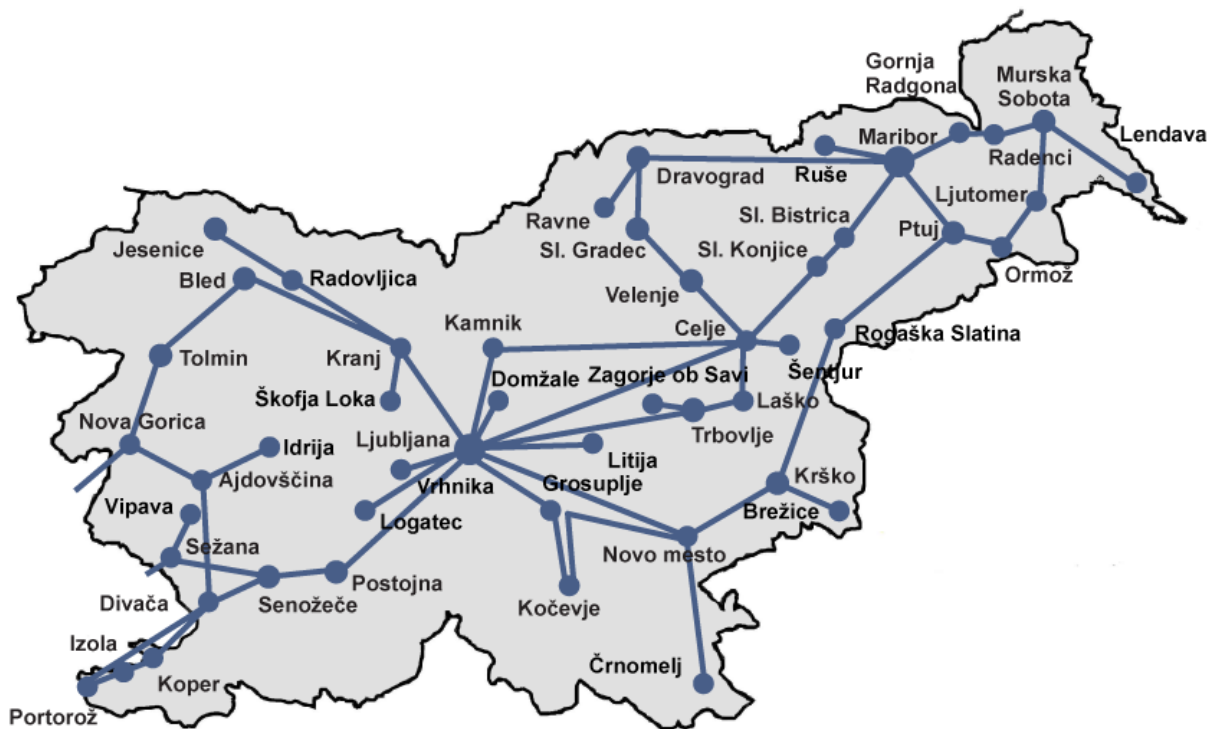 Gornja
Radgona
Murska
Sobota
Maribor
Lendava
Radenci
Dravograd
Ruše
Ljutomer
Ravne
Sl. Bistrica
Ptuj
Jesenice
Sl. Gradec
Sl. Konjice
Ormož
Bled
Radovljica
Velenje
Kamnik
Celje
Rogaška Slatina
Tolmin
Kranj
Domžale
Zagorje ob Savi
Šentjur
Škofja Loka
Laško
Nova Gorica
Ljubljana
Trbovlje
Idrija
Litija
Ajdovščina
Vrhnika
Grosuplje
Krško
Vipava
Logatec
Brežice
Sežana
Novo mesto
Postojna
Divača
Senožeče
Kočevje
Izola
Črnomelj
Koper
Portorož